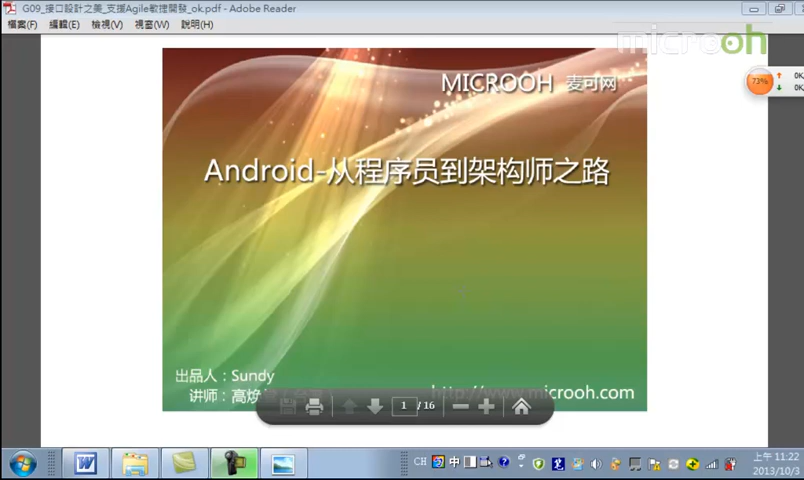 G09_接口設計之美_支援Agile敏捷開發_ok.pdf - Adobe Reader
檔案(F) 編輯(E) 檢視(V) 視窗(W) 說明(H)
microoh
73%
0K
0K
MICROOH 麦可网
Android-从程序员到架构师之路
出品人：Sundy
讲师：高焕
http://www.microoh.com
1 / 16
CH 中
上午 11:22
2013/10/3